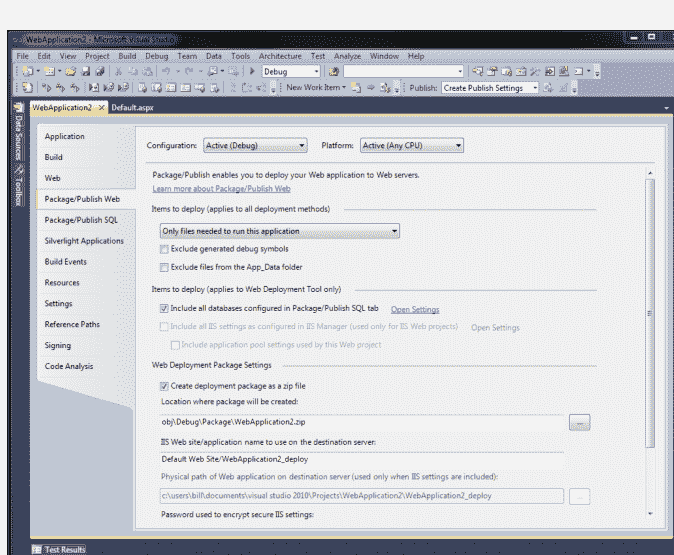 WebApplication2 - Microsoft Visual Studio
File Edit View Project Build Debug Team Data Tools Architecture Test Analyze Window Help
Debug
New Work Item Publish: Create Publish Settings
WebApplication2 × Default.aspx
Data Sources
Toolbox
Application
Build
Web
Package/Publish Web
Package/Publish SQL
Silverlight Applications
Build Events
Resources
Settings
Reference Paths
Signing
Code Analysis
Configuration: Active (Debug) Platform: Active (Any CPU)
Package/Publish enables you to deploy your Web application to Web servers.
Learn more about Package/Publish Web
Items to deploy (applies to all deployment methods)
Only files needed to run this application
Exclude generated debug symbols
Exclude files from the App_Data folder
Items to deploy (applies to Web Deployment Tool only)
Include all databases configured in Package/Publish SQL tab Open Settings
Include all IIS settings as configured in IIS Manager (used only for IIS Web projects) Open Settings
Include application pool settings used by this Web project
Web Deployment Package Settings
Create deployment package as a zip file
Location where package will be created:
obj\Debug\Package\WebApplication2.zip ...
IIS Web site/application name to use on the destination server:
Default Web Site/WebApplication2_deploy
Physical path of Web application on destination server (used only when IIS settings are included):
c:\users\bill\documents\visual studio 2010\Projects\WebApplication2\WebApplication2_deploy ...
Password used to encrypt secure IIS settings:
Test Results